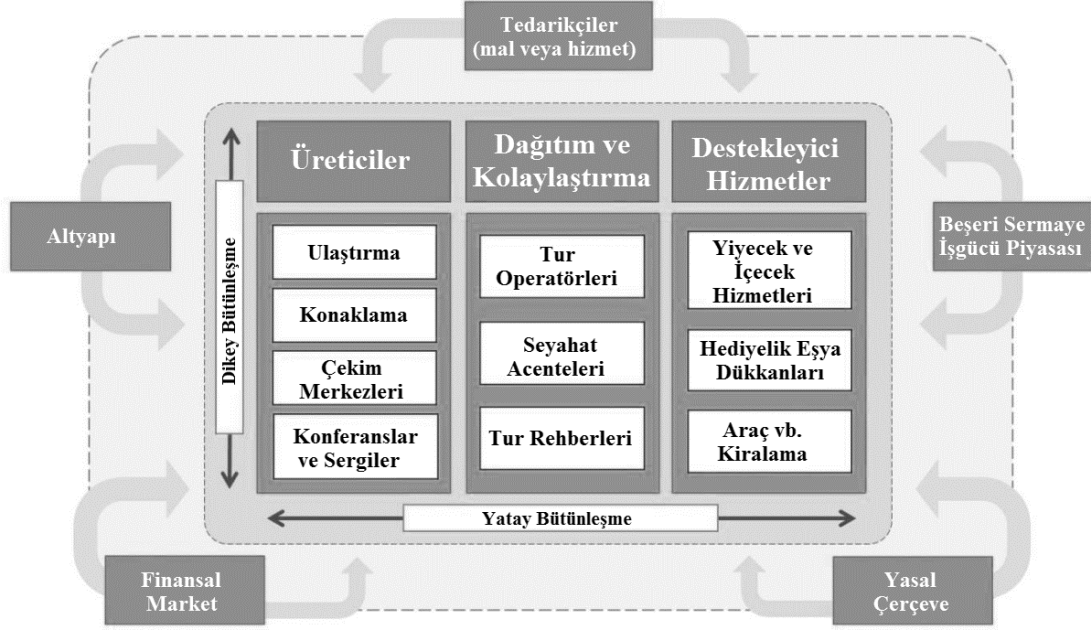 Tedarikçiler
(mal veya hizmet)
Üreticiler
Dağıtım ve
Kolaylaştırma
Destekleyici
Hizmetler
Altyapı
Dikey Bütünleşme
Ulaştırma
Konaklama
Çekim
Merkezleri
Konferanslar
ve Sergiler
Tur
Operatörleri
Seyahat
Acenteleri
Tur Rehberleri
Yiyecek ve
İçecek
Hizmetleri
Hediyelik Eşya
Dükkanları
Araç vb.
Kiralama
Beşeri Sermaye
İşgücü Piyasası
Yatay Bütünleşme
Finansal
Market
Yasal
Çerçeve